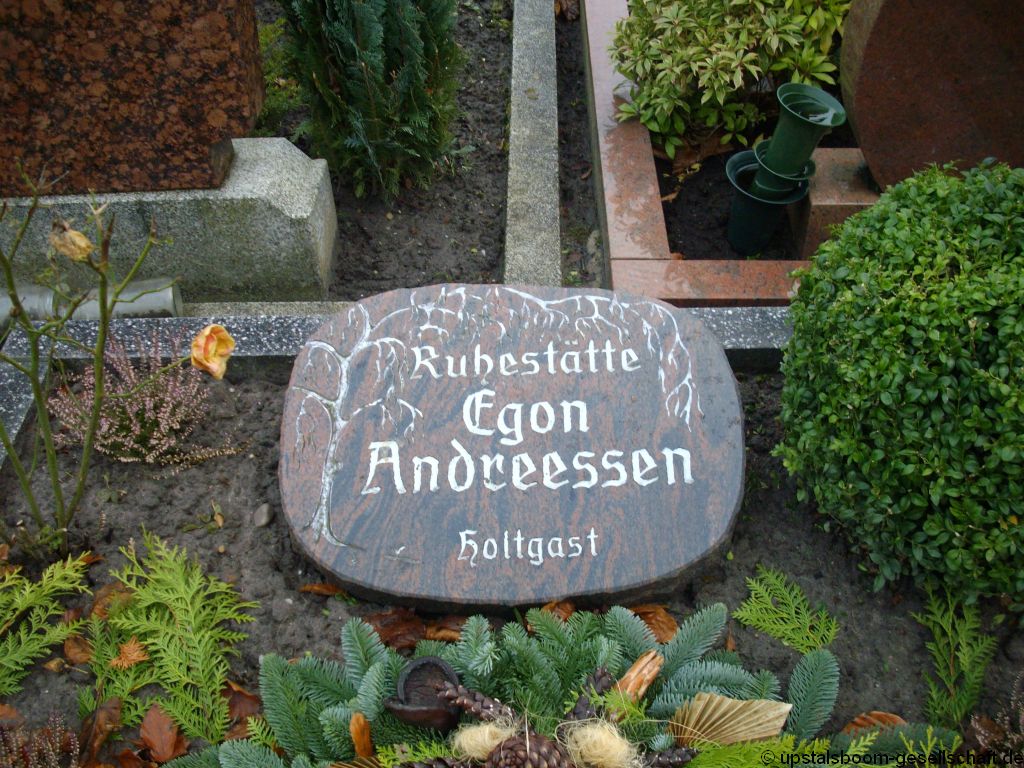 Ruhestätte
Egon
Andreessen
Holtgast
© upstalsboom-gesellschaft.de